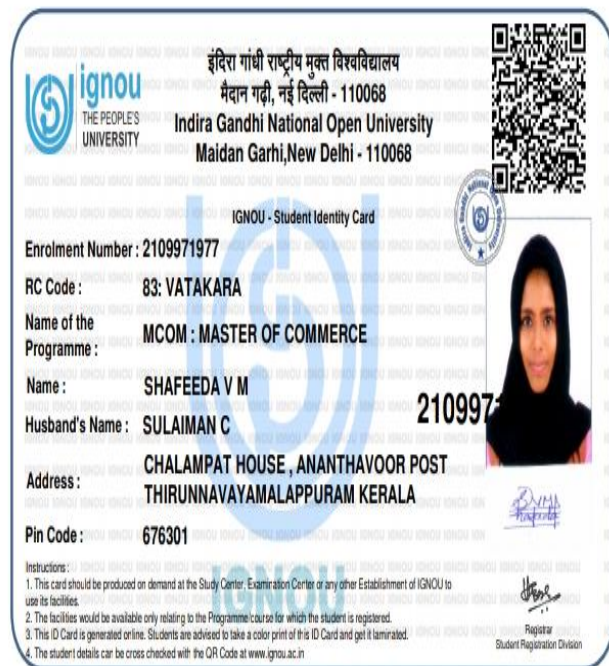 ignou
THE PEOPLE'S
UNIVERSITY
इंदिरा गांधी राष्ट्रीय मुक्त विश्वविद्यालय
मैदान गढ़ी, नई दिल्ली - 110068
Indira Gandhi National Open University
Maidan Garhi,New Delhi - 110068
IGNOU - Student Identity Card
Enrolment Number : 2109971977
RC Code : 83: VATAKARA
Name of the Programme : MCOM : MASTER OF COMMERCE
Name : SHAFEEDA V M
Husband's Name : SULAIMAN C
210997
Address : CHALAMPAT HOUSE , ANANTHAVOOR POST
THIRUNNAVAYAMALAPPURAM KERALA
Pin Code : 676301
Instructions :
1. This card should be produced on demand at the Study Center, Examination Center or any other Establishment of IGNOU to
use its facilities.
2. The facilities would be available only relating to the Programme/course for which the student is registered.
3. This ID Card is generated online. Students are advised to take a color print of this ID Card and get it laminated.
4. The student details can be cross checked with the QR Code at www.ignou.ac.in
Registrar
Student Registration Division
IGNOU